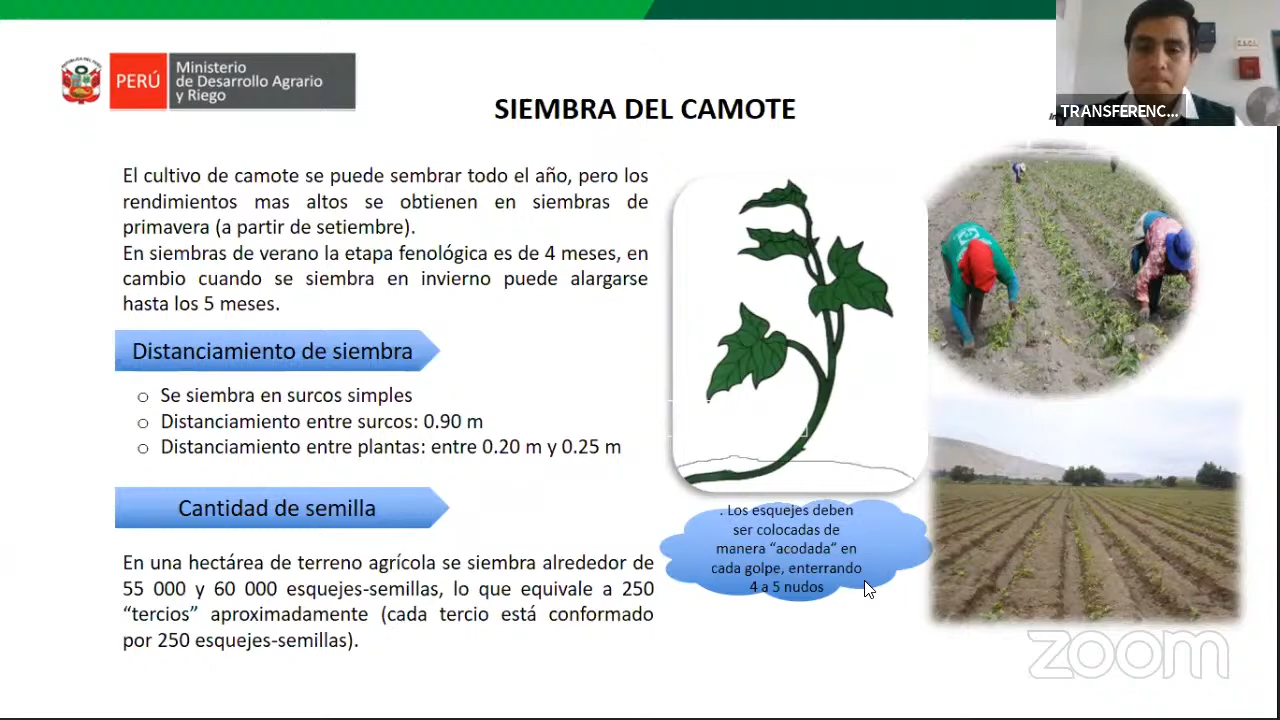 PERÚ
Ministerio
de Desarrollo Agrario
y Riego
SIEMBRA DEL CAMOTE
TRANSFERENC...
El cultivo de camote se puede sembrar todo el año, pero los
rendimientos mas altos se obtienen en siembras de
primavera (a partir de setiembre).
En siembras de verano la etapa fenológica es de 4 meses, en
cambio cuando se siembra en invierno puede alargarse
hasta los 5 meses.
Distanciamiento de siembra
o Se siembra en surcos simples
o Distanciamiento entre surcos: 0.90 m
o Distanciamiento entre plantas: entre 0.20 m y 0.25 m
Cantidad de semilla
En una hectárea de terreno agrícola se siembra alrededor de
55 000 y 60 000 esquejes-semillas, lo que equivale a 250
“tercios” aproximadamente (cada tercio está conformado
por 250 esquejes-semillas).
. Los esquejes deben
ser colocadas de
manera “acodada” en
cada golpe, enterrando
4 a 5 nudos
zoom